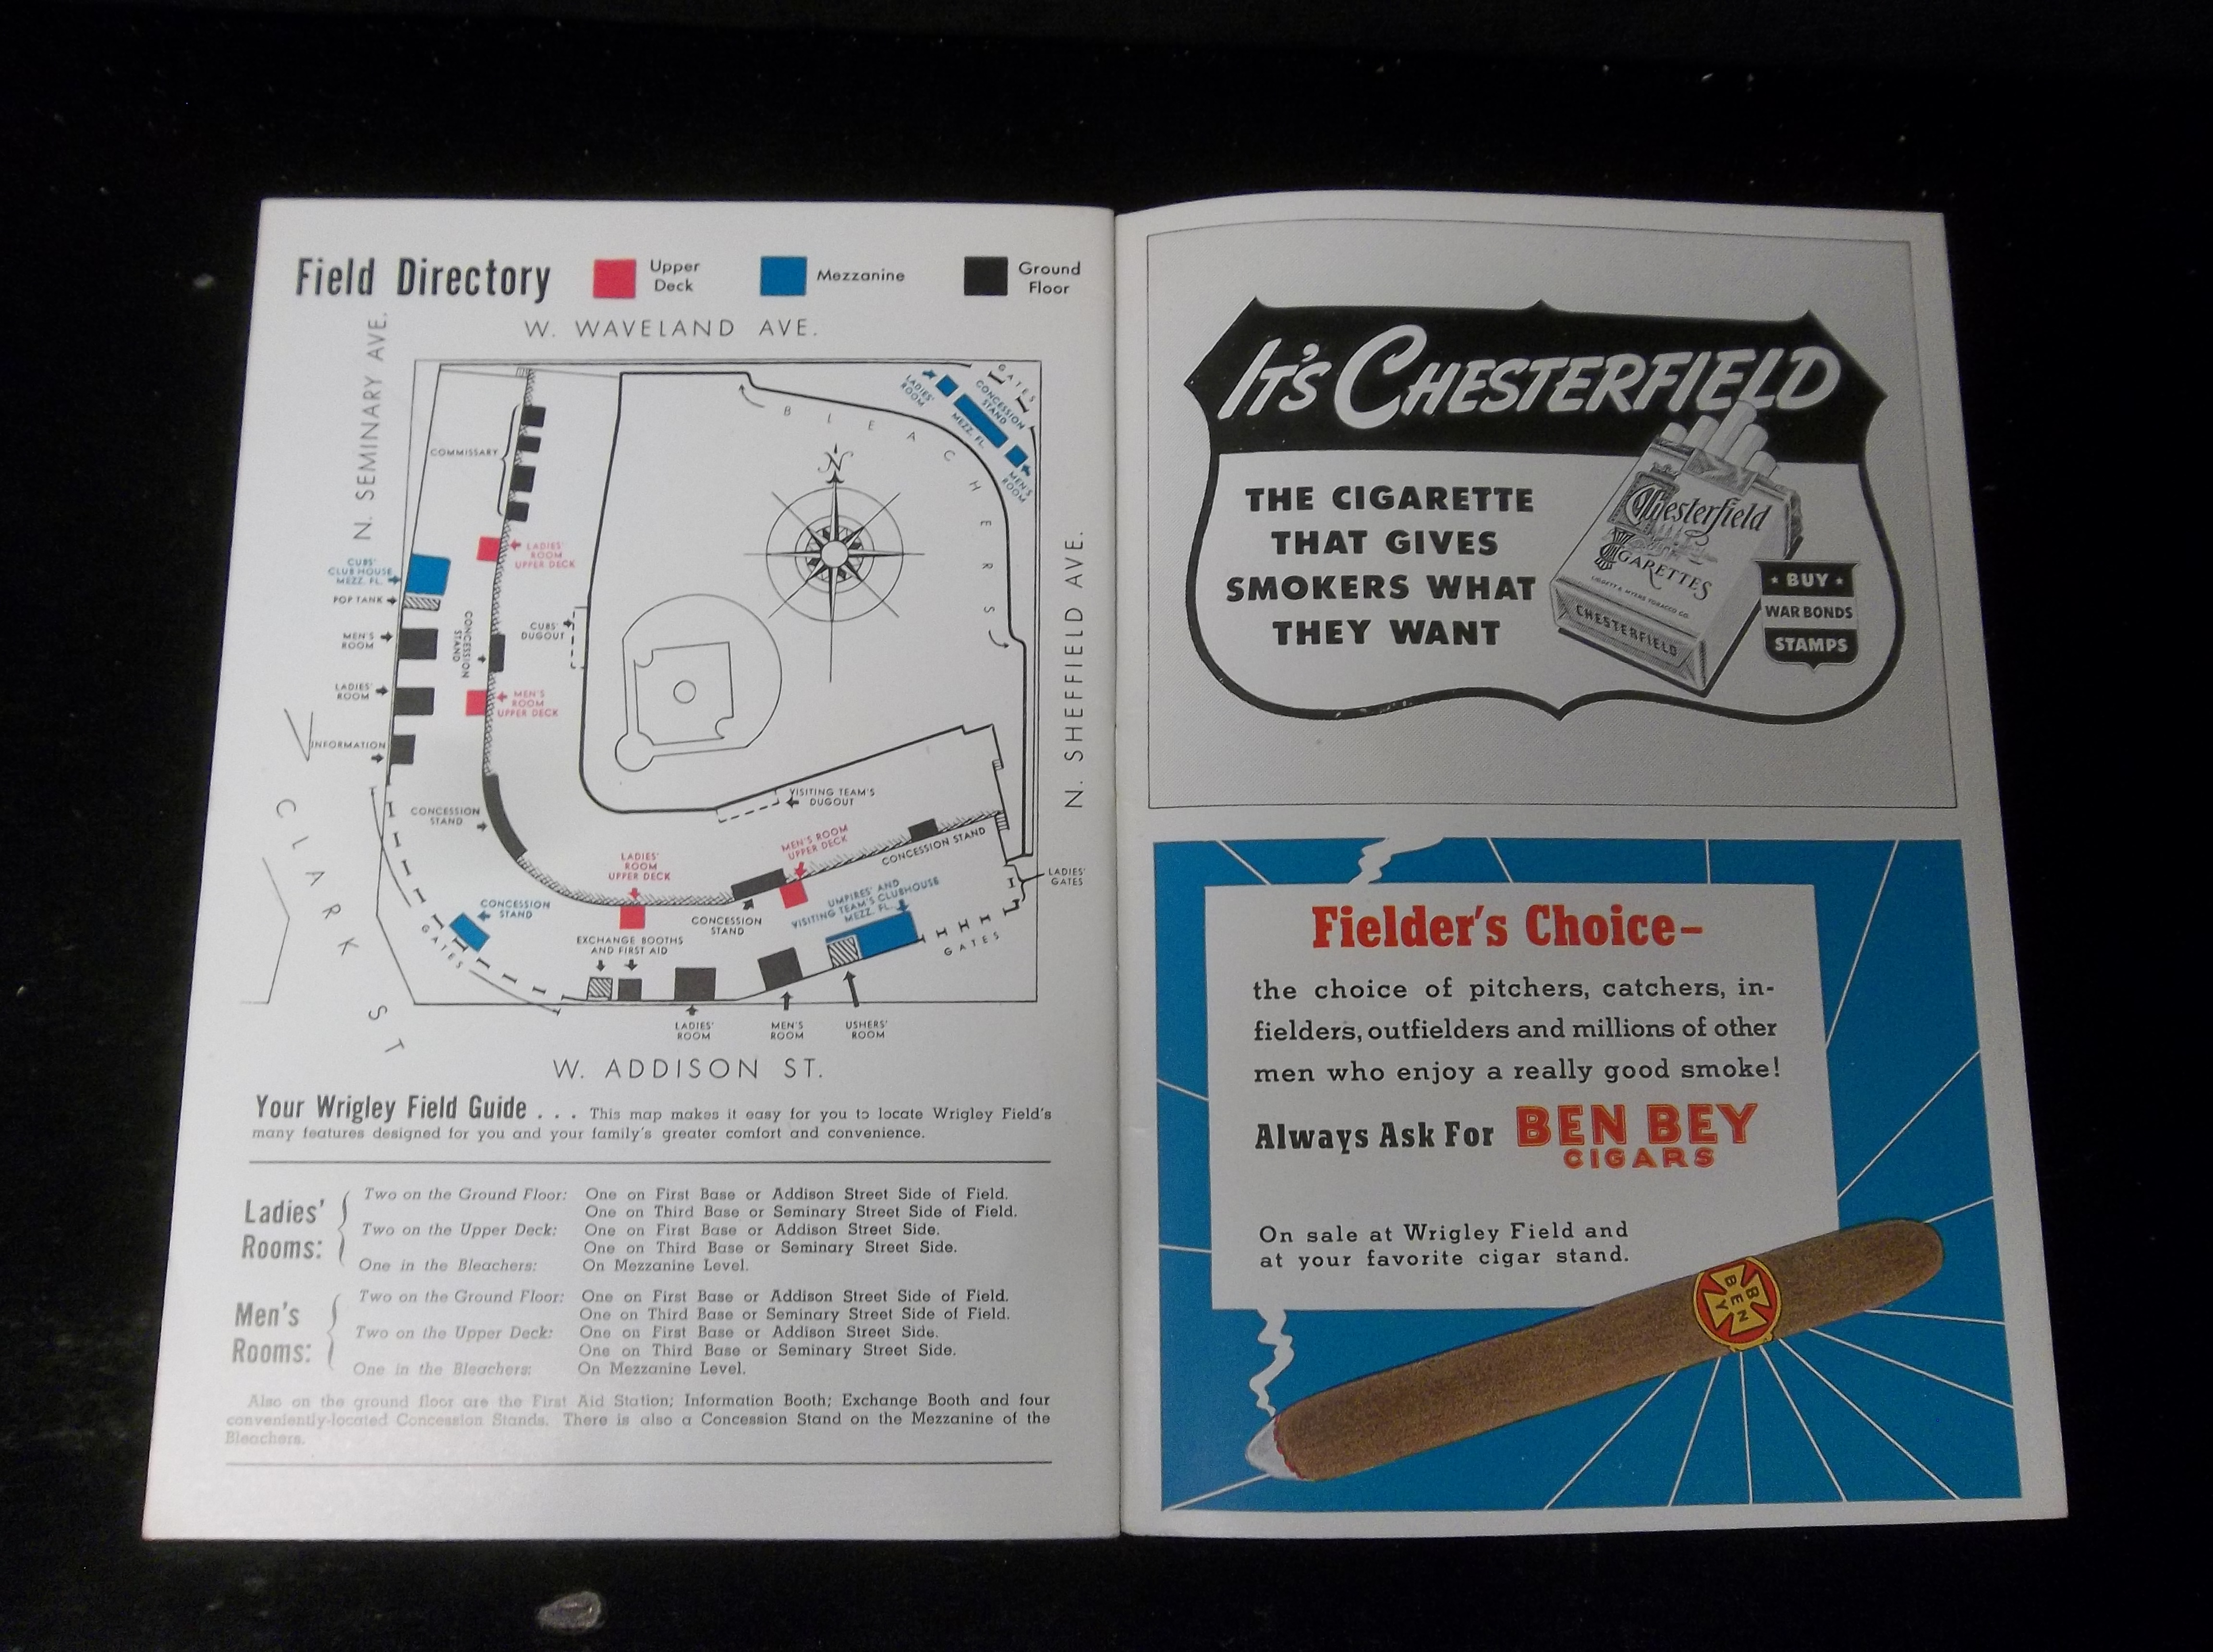 Field Directory
Upper
Deck
Mezzanine
Ground
Floor
W. WAVELAND AVE.
N. SEMINARY AVE.
N. SHEFFIELD AVE.
CLARK ST
W. ADDISON ST.
GATES
LADIES'
ROOM
CONCESSION
STAND
MEZZ. FL.
MEN'S
ROOM
BLEACHERS
N
COMMISSARY
LADIES'
ROOM
UPPER DECK
CUBS'
CLUB HOUSE
MEZZ. FL.
POP TANK
MEN'S
ROOM
CONCESSION
STAND
CUBS'
DUGOUT
LADIES'
ROOM
MEN'S
ROOM
UPPER DECK
INFORMATION
CONCESSION
STAND
VISITING TEAM'S
DUGOUT
MEN'S ROOM
UPPER DECK
CONCESSION STAND
LADIES'
ROOM
UPPER DECK
LADIES'
GATES
CONCESSION
STAND
GATES
CONCESSION
STAND
UMPIRES' AND
VISITING TEAM'S CLUBHOUSE
MEZZ. FL.
GATES
EXCHANGE BOOTHS
AND FIRST AID
LADIES'
ROOM
MEN'S
ROOM
USHERS'
ROOM
Your Wrigley Field Guide . . . This map makes it easy for you to locate Wrigley Field's
many features designed for you and your family's greater comfort and convenience.
Ladies'
Rooms:
Two on the Ground Floor: One on First Base or Addison Street Side of Field.
One on Third Base or Seminary Street Side of Field.
Two on the Upper Deck: One on First Base or Addison Street Side.
One on Third Base or Seminary Street Side.
One in the Bleachers: On Mezzanine Level.
Men's
Rooms:
Two on the Ground Floor: One on First Base or Addison Street Side of Field.
One on Third Base or Seminary Street Side of Field.
Two on the Upper Deck: One on First Base or Addison Street Side.
One on Third Base or Seminary Street Side.
One in the Bleachers: On Mezzanine Level.
Also on the ground floor are the First Aid Station; Information Booth; Exchange Booth and four
conveniently-located Concession Stands. There is also a Concession Stand on the Mezzanine of the
Bleachers.
IT'S CHESTERFIELD
THE CIGARETTE
THAT GIVES
SMOKERS WHAT
THEY WANT
Chesterfield
CIGARETTES
LIGGETT & MYERS TOBACCO CO.
CHESTERFIELD
★ BUY ★
WAR BONDS
STAMPS
Fielder's Choice–
the choice of pitchers, catchers, in-
fielders, outfielders and millions of other
men who enjoy a really good smoke!
Always Ask For BEN BEY
CIGARS
On sale at Wrigley Field and
at your favorite cigar stand.
BEN
BEY